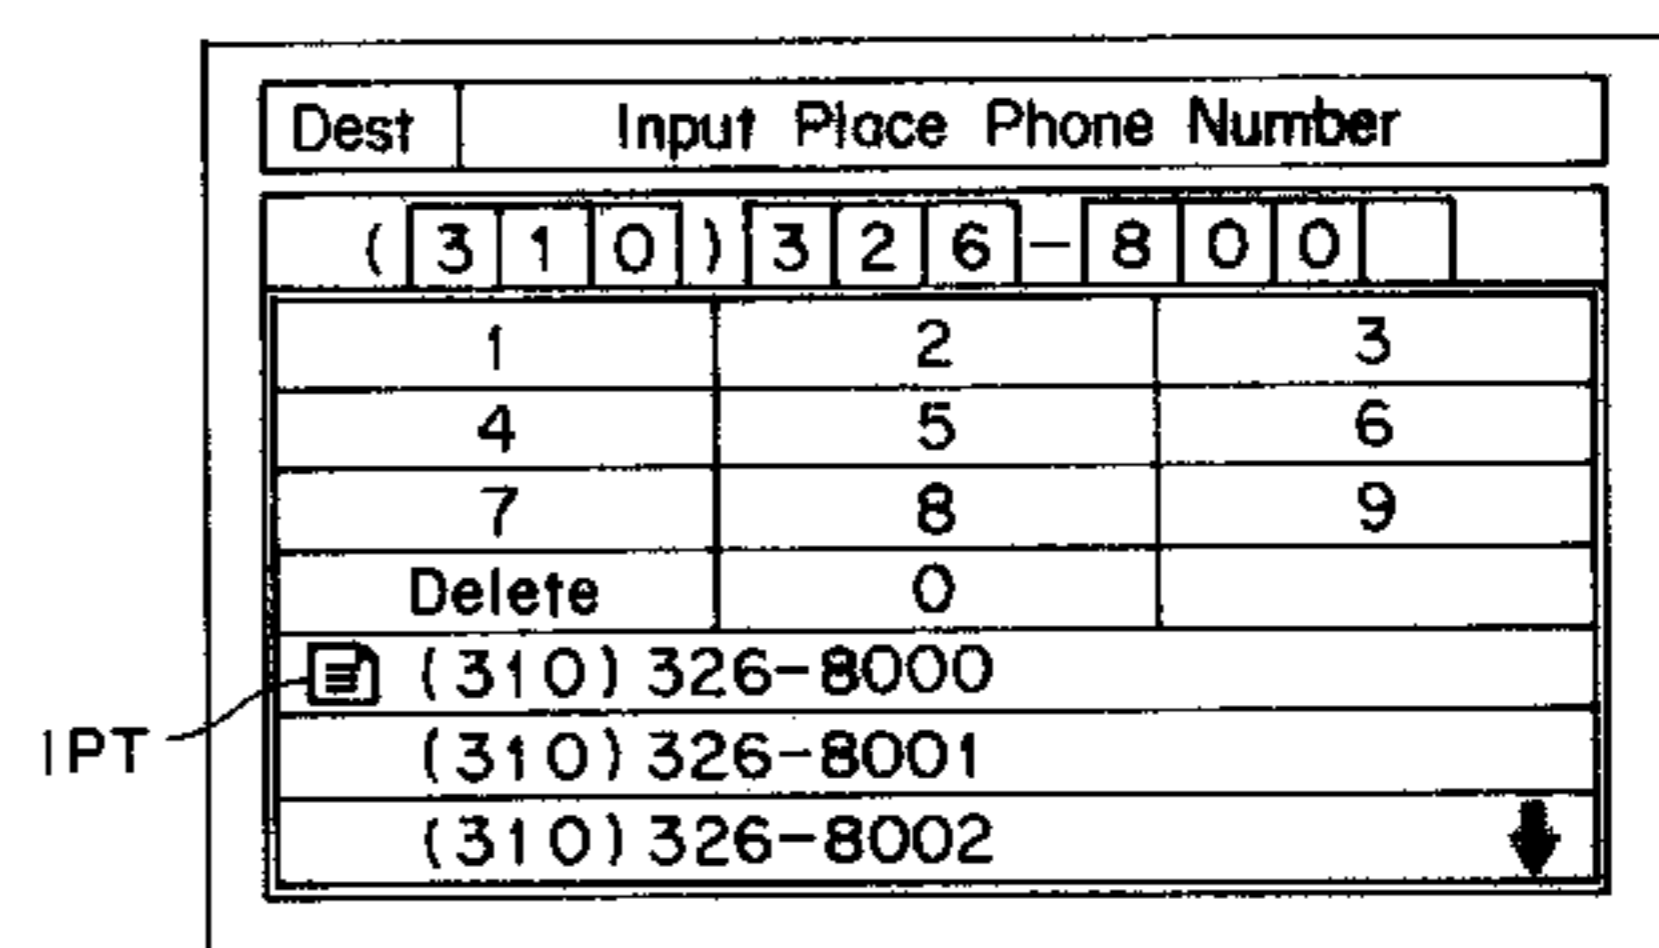 Dest Input Place Phone Number
(310)326-800
1 2 3
4 5 6
7 8 9
Delete 0
(310)326-8000
IPT
(310)326-8001
(310)326-8002